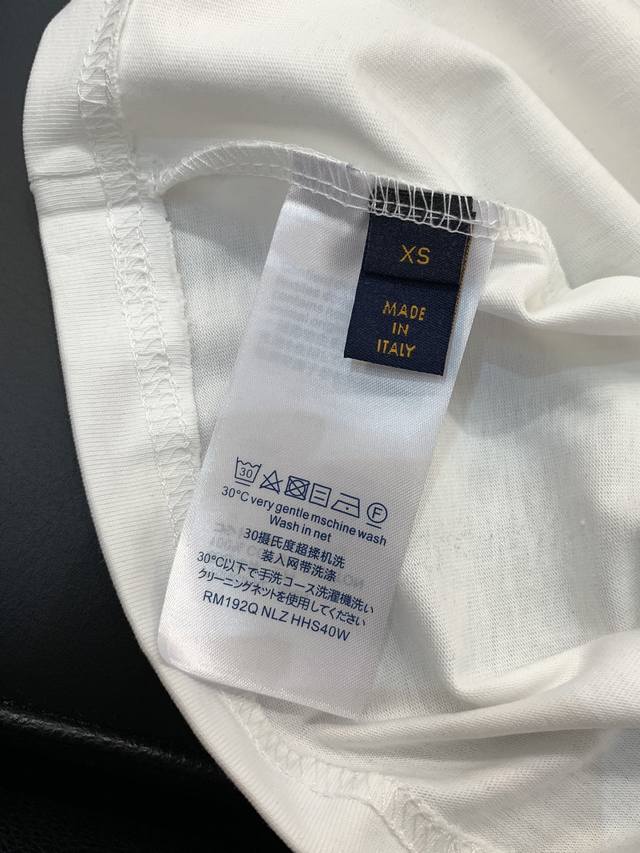 XS
MADE
IN
ITALY
30
F
30°C very gentle mschine wash
Wash in net
30摄氏度超揉机洗
装入网带洗涤
30℃以下で手洗コース洗濯機洗い
クリーニングネットを使用してください
RM192Q NLZ HHS40W